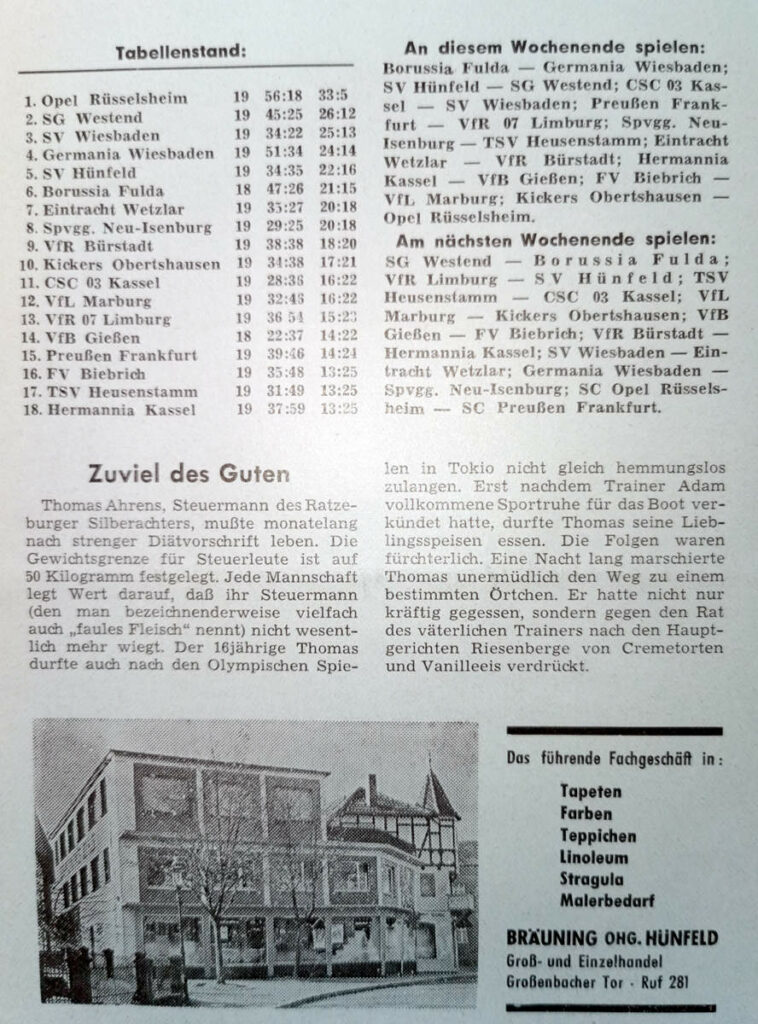 Tabellenstand:
1. Opel Rüsselsheim 19 56:18 33:5
2. SG Westend 19 45:25 26:12
3. SV Wiesbaden 19 34:22 25:13
4. Germania Wiesbaden 19 51:34 24:14
5. SV Hünfeld 19 34:35 22:16
6. Borussia Fulda 18 47:26 21:15
7. Eintracht Wetzlar 19 35:27 20:18
8. Spvgg. Neu-Isenburg 19 29:25 20:18
9. VfR Bürstadt 19 38:38 18:20
10. Kickers Obertshausen 19 34:38 17:21
11. CSC 03 Kassel 19 28:36 16:22
12. VfL Marburg 19 32:43 16:22
13. VfR 07 Limburg 19 36 54 15:23
14. VfB Gießen 18 22:37 14:22
15. Preußen Frankfurt 19 39:46 14:24
16. FV Biebrich 19 35:48 13:25
17. TSV Heusenstamm 19 31:49 13:25
18. Hermannia Kassel 19 37:59 13:25
An diesem Wochenende spielen:
Borussia Fulda — Germania Wiesbaden;
SV Hünfeld — SG Westend; CSC 03 Kas-
sel — SV Wiesbaden; Preußen Frank-
furt — VfR 07 Limburg; Spvgg. Neu-
Isenburg — TSV Heusenstamm; Eintracht
Wetzlar — VfR Bürstadt; Hermannia
Kassel — VfB Gießen; FV Biebrich —
VfL Marburg; Kickers Obertshausen —
Opel Rüsselsheim.
Am nächsten Wochenende spielen:
SG Westend — Borussia Fulda;
VfR Limburg — SV Hünfeld; TSV
Heusenstamm — CSC 03 Kassel; VfL
Marburg — Kickers Obertshausen; VfB
Gießen — FV Biebrich; VfR Bürstadt —
Hermannia Kassel; SV Wiesbaden — Ein-
tracht Wetzlar; Germania Wiesbaden —
Spvgg. Neu-Isenburg; SC Opel Rüssels-
heim — SC Preußen Frankfurt.
Zuviel des Guten
Thomas Ahrens, Steuermann des Ratze-
burger Silberachters, mußte monatelang
nach strenger Diätvorschrift leben. Die
Gewichtsgrenze für Steuerleute ist auf
50 Kilogramm festgelegt. Jede Mannschaft
legt Wert darauf, daß ihr Steuermann
(den man bezeichnenderweise vielfach
auch „faules Fleisch“ nennt) nicht wesent-
lich mehr wiegt. Der 16jährige Thomas
durfte auch nach den Olympischen Spie-
len in Tokio nicht gleich hemmungslos
zulangen. Erst nachdem Trainer Adam
vollkommene Sportruhe für das Boot ver-
kündet hatte, durfte Thomas seine Lieb-
lingsspeisen essen. Die Folgen waren
fürchterlich. Eine Nacht lang marschierte
Thomas unermüdlich den Weg zu einem
bestimmten Örtchen. Er hatte nicht nur
kräftig gegessen, sondern gegen den Rat
des väterlichen Trainers nach den Haupt-
gerichten Riesenberge von Cremetorten
und Vanilleeis verdrückt.
Das führende Fachgeschäft in:
Tapeten
Farben
Teppichen
Linoleum
Stragula
Malerbedarf
BRÄUNING OHG. HÜNFELD
Groß- und Einzelhandel
Großenbacher Tor · Ruf 281